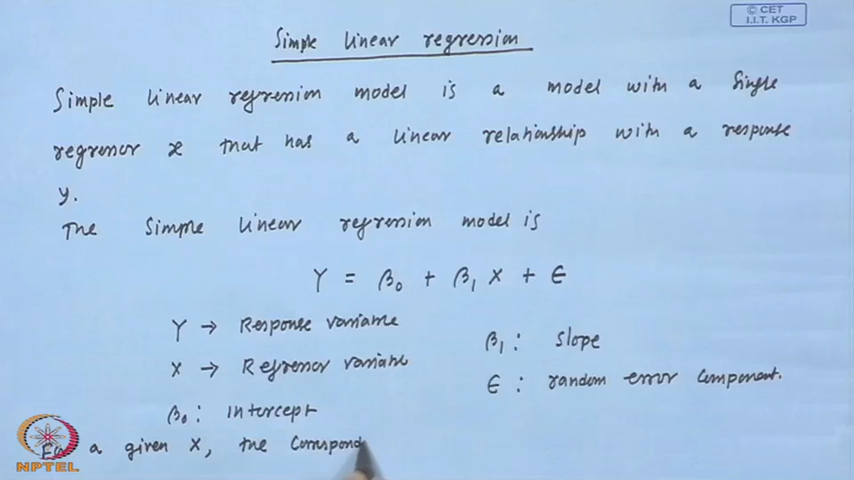 © CET
I.I.T. KGP
Simple linear regression
Simple linear regression model is a model with a single
regressor x that has a linear relationship with a response
y.
The simple linear regression model is
Y = β₀ + β₁ X + ϵ
Y → Response variable
X → Regressor variable
β₀ : intercept
β₁ : slope
ϵ : random error component.
For a given X, the Correspond
NPTEL